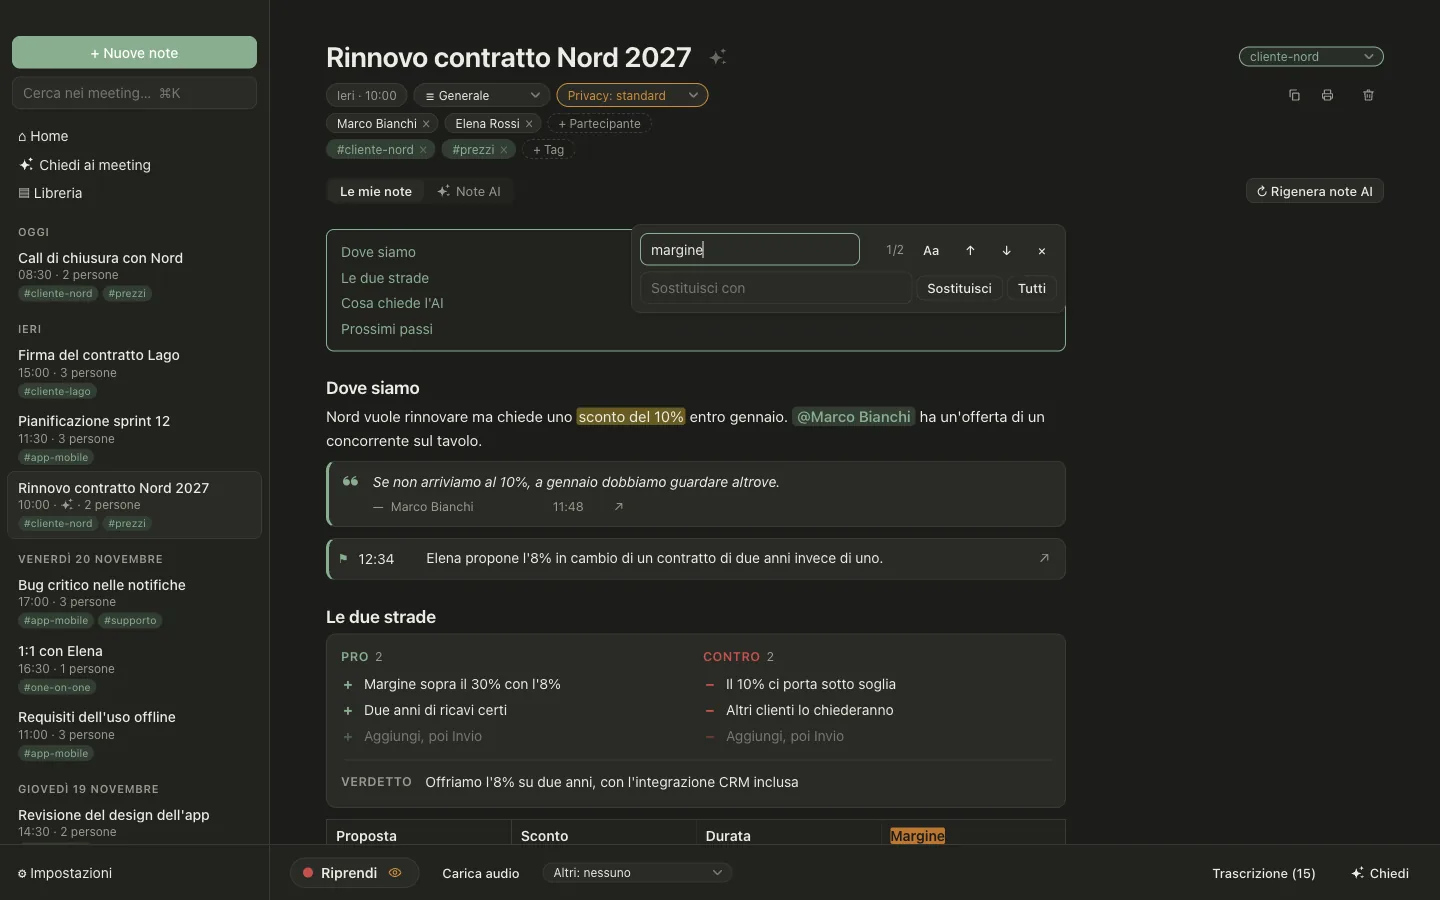 + Nuove note
Cerca nei meeting... ⌘K
Home
Chiedi ai meeting
Libreria
OGGI
Call di chiusura con Nord
08:30 · 2 persone
#cliente-nord #prezzi
IERI
Firma del contratto Lago
15:00 · 3 persone
#cliente-lago
Pianificazione sprint 12
11:30 · 3 persone
#app-mobile
Rinnovo contratto Nord 2027
10:00 · · 2 persone
#cliente-nord #prezzi
VENERDÌ 20 NOVEMBRE
Bug critico nelle notifiche
17:00 · 3 persone
#app-mobile #supporto
1:1 con Elena
16:30 · 1 persone
#one-on-one
Requisiti dell'uso offline
11:00 · 3 persone
#app-mobile
GIOVEDÌ 19 NOVEMBRE
Revisione del design dell'app
14:30 · 2 persone
Impostazioni
Rinnovo contratto Nord 2027
cliente-nord
Ieri · 10:00 Generale Privacy: standard
Marco Bianchi × Elena Rossi × + Partecipante
#cliente-nord × #prezzi × + Tag
Le mie note Note AI
Rigenera note AI
margine 1/2 Aa ↑ ↓ ×
Sostituisci con Sostituisci Tutti
Dove siamo
Le due strade
Cosa chiede l'AI
Prossimi passi
Dove siamo
Nord vuole rinnovare ma chiede uno sconto del 10% entro gennaio. @Marco Bianchi ha un'offerta di un
concorrente sul tavolo.
Se non arriviamo al 10%, a gennaio dobbiamo guardare altrove.
— Marco Bianchi 11:48 ↗
12:34 Elena propone l'8% in cambio di un contratto di due anni invece di uno. ↗
Le due strade
PRO 2
+ Margine sopra il 30% con l'8%
+ Due anni di ricavi certi
+ Aggiungi, poi Invio
CONTRO 2
− Il 10% ci porta sotto soglia
− Altri clienti lo chiederanno
− Aggiungi, poi Invio
VERDETTO Offriamo l'8% su due anni, con l'integrazione CRM inclusa
Proposta Sconto Durata Margine
Riprendi Carica audio Altri: nessuno
Trascrizione (15) Chiedi